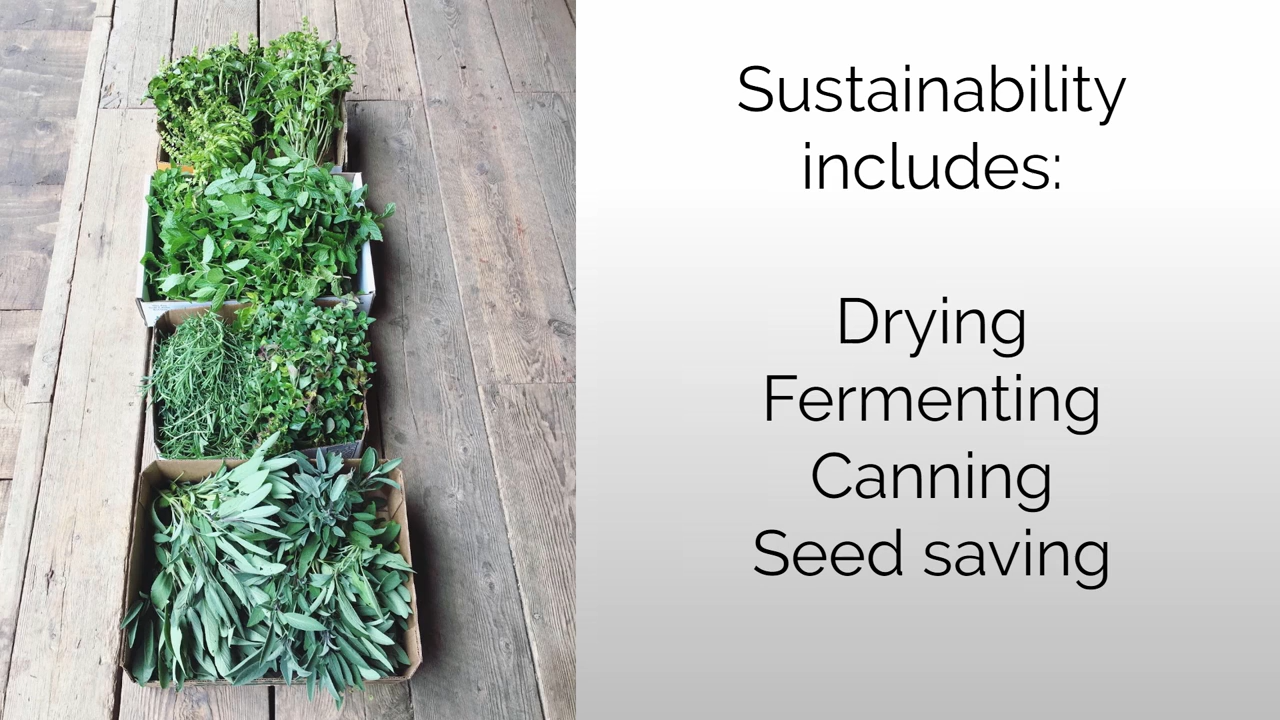 Sustainability
includes:
Drying
Fermenting
Canning
Seed saving